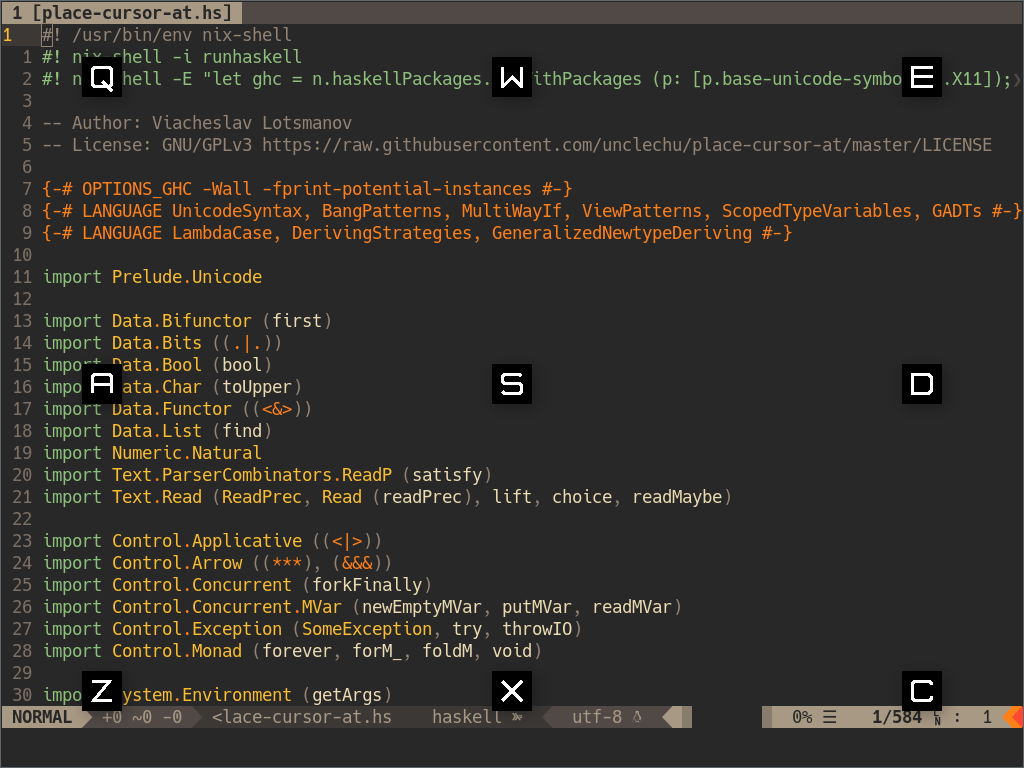 1 [place-cursor-at.hs]
1 #! /usr/bin/env nix-shell
1 #! nix-shell -i runhaskell
2 #! n shell -E "let ghc = n.haskellPackages. ithPackages (p: [p.base-unicode-symbo .X11]);›
Q W E
3
4 -- Author: Viacheslav Lotsmanov
5 -- License: GNU/GPLv3 https://raw.githubusercontent.com/unclechu/place-cursor-at/master/LICENSE
6
7 {-# OPTIONS_GHC -Wall -fprint-potential-instances #-}
8 {-# LANGUAGE UnicodeSyntax, BangPatterns, MultiWayIf, ViewPatterns, ScopedTypeVariables, GADTs #-}
9 {-# LANGUAGE LambdaCase, DerivingStrategies, GeneralizedNewtypeDeriving #-}
10
11 import Prelude.Unicode
12
13 import Data.Bifunctor (first)
14 import Data.Bits ((.|.))
15 import Data.Bool (bool)
16 impo ata.Char (toUpper)
A S D
17 import Data.Functor ((<&>))
18 import Data.List (find)
19 import Numeric.Natural
20 import Text.ParserCombinators.ReadP (satisfy)
21 import Text.Read (ReadPrec, Read (readPrec), lift, choice, readMaybe)
22
23 import Control.Applicative ((<|>))
24 import Control.Arrow ((***), (&&&))
25 import Control.Concurrent (forkFinally)
26 import Control.Concurrent.MVar (newEmptyMVar, putMVar, readMVar)
27 import Control.Exception (SomeException, try, throwIO)
28 import Control.Monad (forever, forM_, foldM, void)
29
30 impo ystem.Environment (getArgs)
Z X C
NORMAL +0 ~0 -0 <lace-cursor-at.hs haskell utf-8 0% ☰ 1/584 : 1